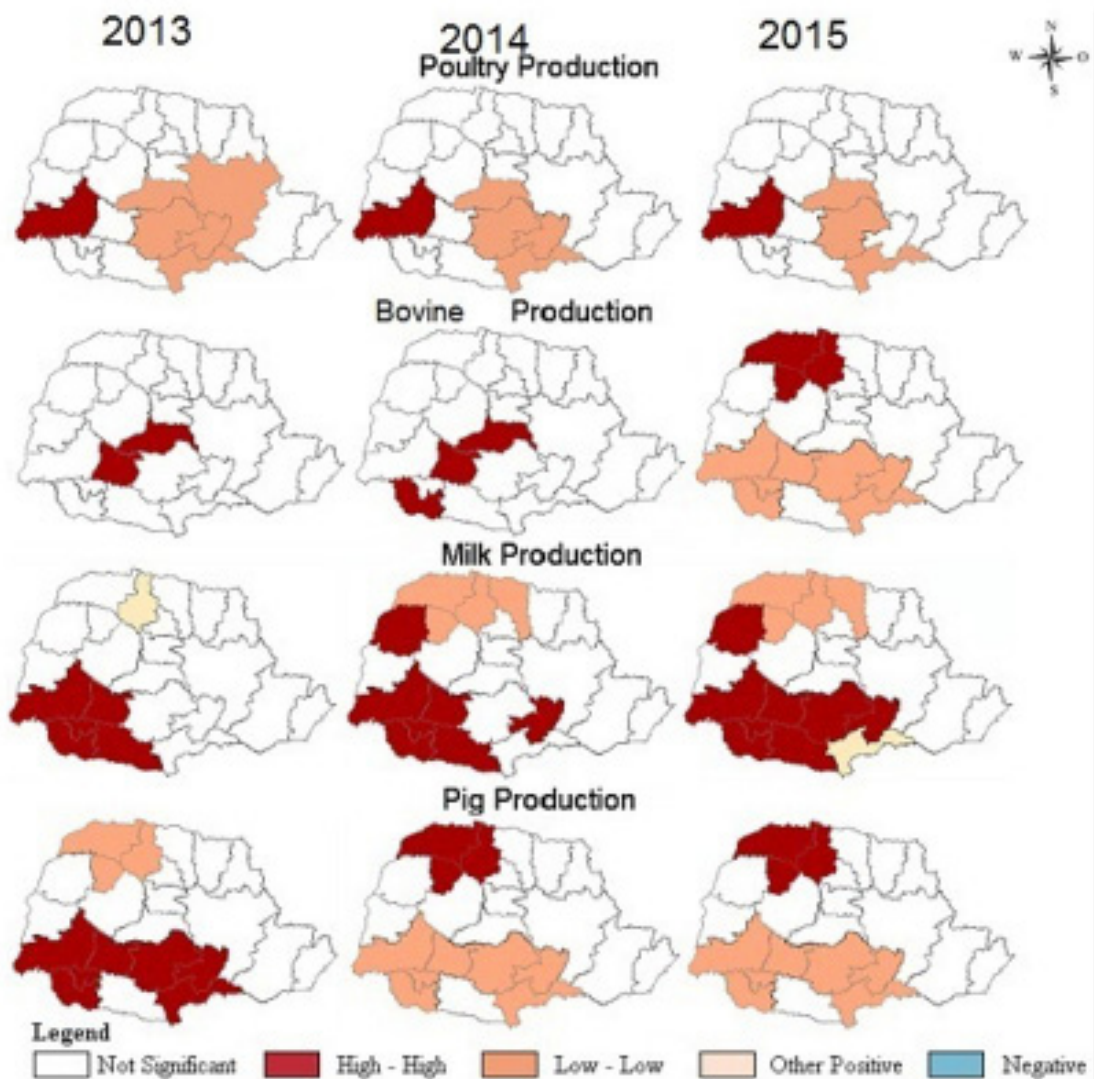 2013
2014
2015
N
W
O
S
Poultry Production
Bovine Production
Milk Production
Pig Production
Legend
Not Significant
High - High
Low - Low
Other Positive
Negative